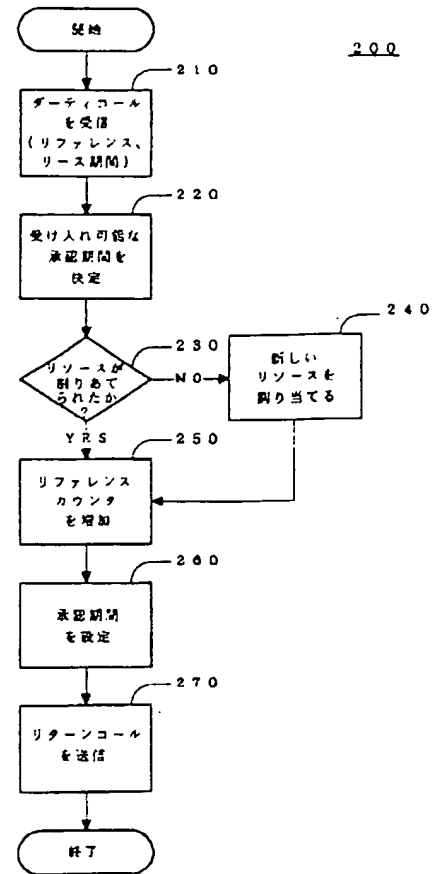 開始
200
210
ダーティコール
を受信
(リファレンス、
リース期間)
220
受け入れ可能な
承認期間を
決定
230
リソースが
割りあて
られたか
?
NO
240
新しい
リソースを
割り当てる
YRS
250
リファレンス
カウンタ
を増加
260
承認期間
を設定
270
リターンコール
を送信
終了